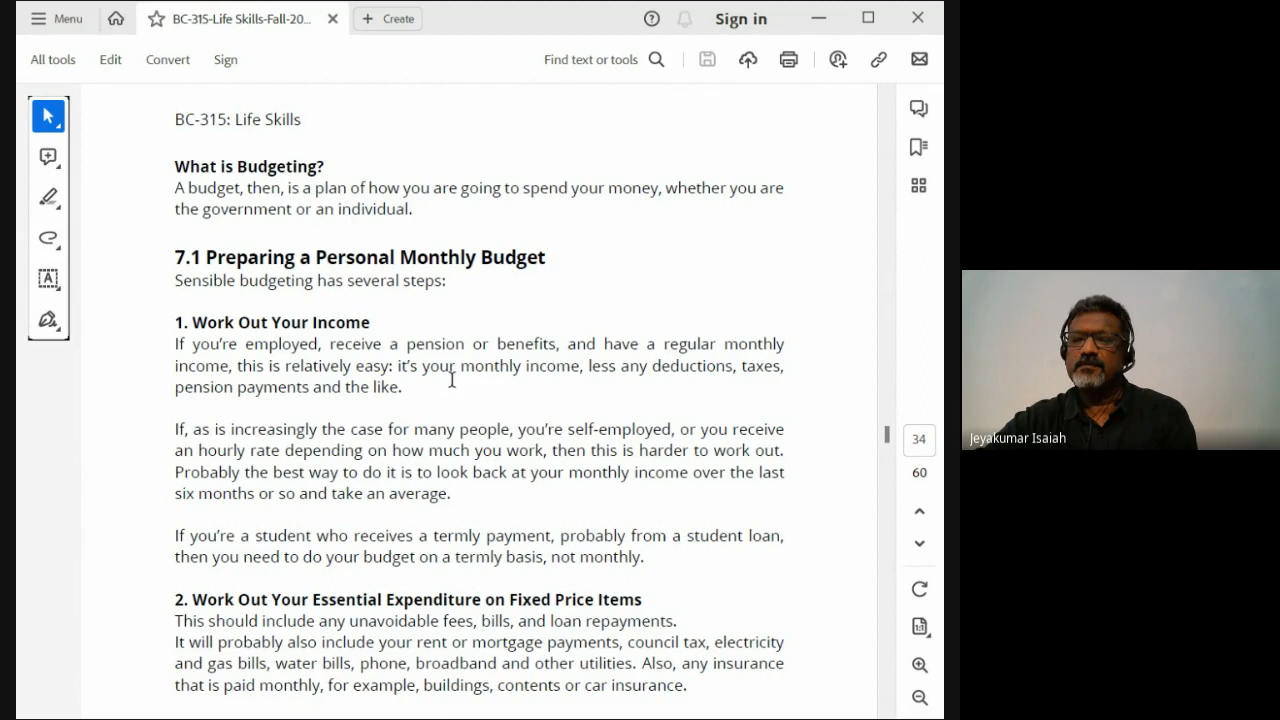 Menu
BC-315-Life Skills-Fall-20...
Create
Sign in
All tools
Edit
Convert
Sign
Find text or tools
BC-315: Life Skills
What is Budgeting?
A budget, then, is a plan of how you are going to spend your money, whether you are
the government or an individual.
7.1 Preparing a Personal Monthly Budget
Sensible budgeting has several steps:
1. Work Out Your Income
If you’re employed, receive a pension or benefits, and have a regular monthly
income, this is relatively easy: it’s your monthly income, less any deductions, taxes,
pension payments and the like.
If, as is increasingly the case for many people, you’re self-employed, or you receive
an hourly rate depending on how much you work, then this is harder to work out.
Probably the best way to do it is to look back at your monthly income over the last
six months or so and take an average.
If you’re a student who receives a termly payment, probably from a student loan,
then you need to do your budget on a termly basis, not monthly.
2. Work Out Your Essential Expenditure on Fixed Price Items
This should include any unavoidable fees, bills, and loan repayments.
It will probably also include your rent or mortgage payments, council tax, electricity
and gas bills, water bills, phone, broadband and other utilities. Also, any insurance
that is paid monthly, for example, buildings, contents or car insurance.
34
60
Jeyakumar Isaiah